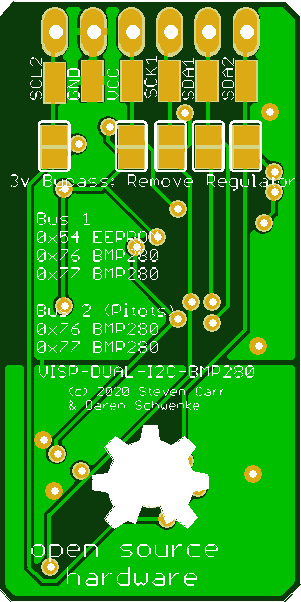 SCL2 GND VCC SCK1 SDA1 SDA2
3v Bypass: Remove Regulator
Bus 1
0x54 EEPROM
0x76 BMP280
0x77 BMP280
Bus 2 (Pitots)
0x76 BMP280
0x77 BMP280
VISP-DUAL-I2C-BMP280
(c) 2020 Steven Carr
& Daren Schwenke
open source
hardware